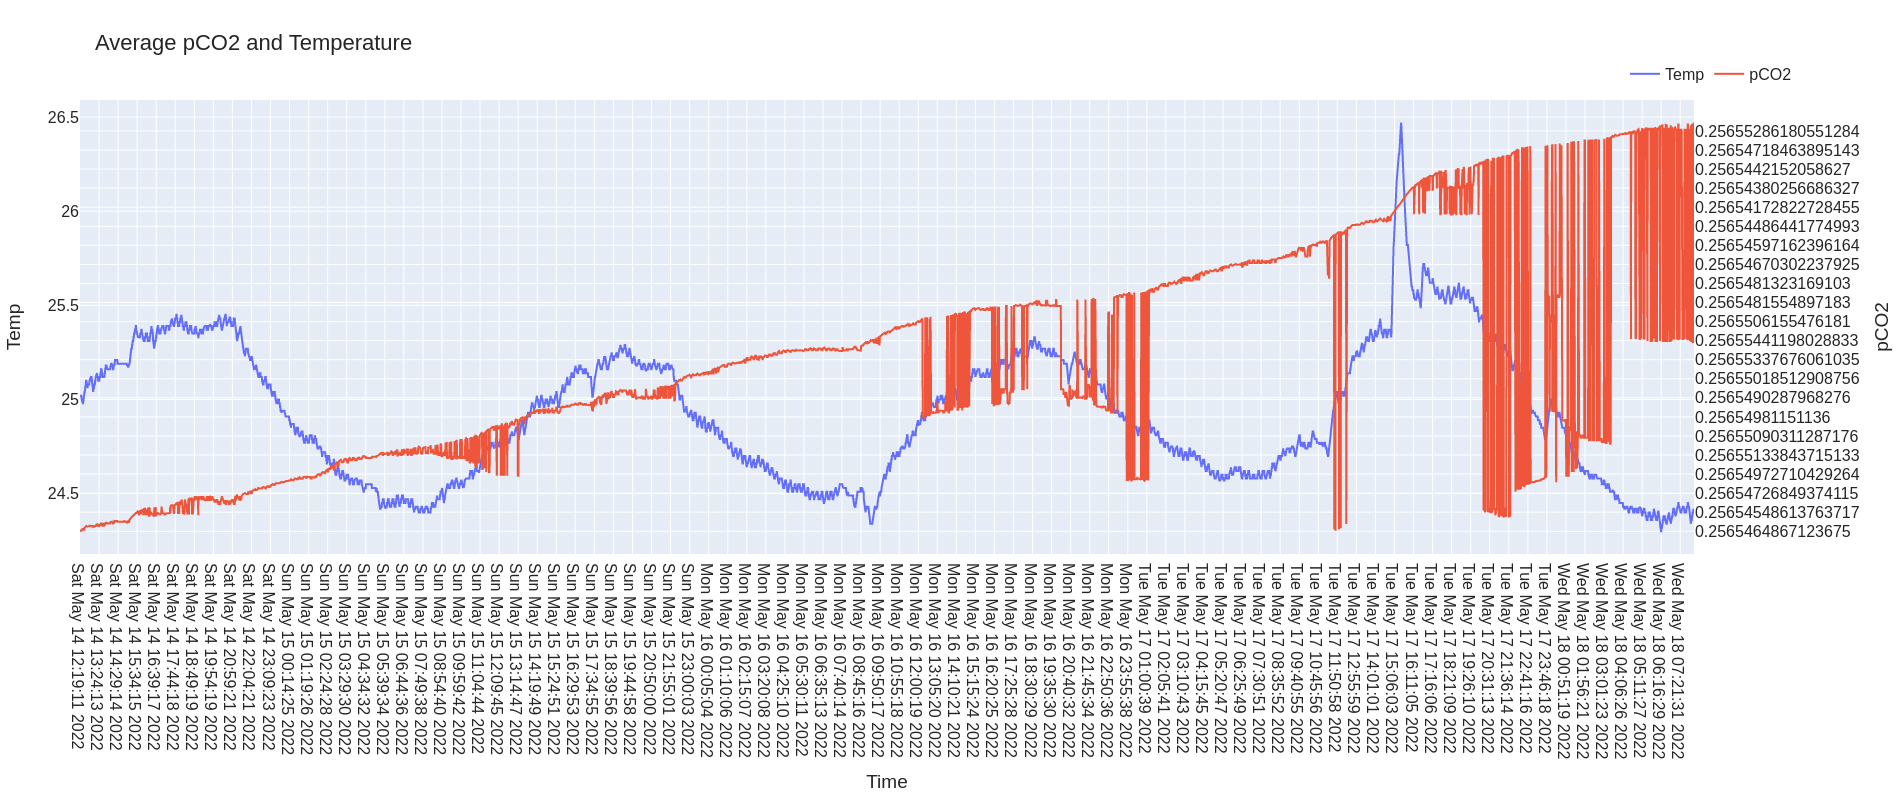 Average pCO2 and Temperature
Temp
pCO2
26.5
26
25.5
25
24.5
Temp
0.25655286180551284
0.25654718463895143
0.2565442152058627
0.256543802566863​27
0.25654172822728455
0.25654486441774993
0.25654597162396164
0.25654670302237925
0.2565481323169103
0.2565481554897183
0.2565506155476181
0.25655441198028833
0.25655337676061035
0.25655018512908756
0.2565490287968276
0.25654981151136
0.256550903112871​76
0.25655133843715133
0.25654972710429264
0.25654726849374115
0.25654548613763717
0.2565464867123675
pCO2
Sat May 14 12:19:11 2022
Sat May 14 13:24:13 2022
Sat May 14 14:29:14 2022
Sat May 14 15:34:15 2022
Sat May 14 16:39:17 2022
Sat May 14 17:44:18 2022
Sat May 14 18:49:19 2022
Sat May 14 19:54:19 2022
Sat May 14 20:59:21 2022
Sat May 14 22:04:21 2022
Sat May 14 23:09:23 2022
Sun May 15 00:14:25 2022
Sun May 15 01:19:26 2022
Sun May 15 02:24:28 2022
Sun May 15 03:29:30 2022
Sun May 15 04:34:32 2022
Sun May 15 05:39:34 2022
Sun May 15 06:44:36 2022
Sun May 15 07:49:38 2022
Sun May 15 08:54:40 2022
Sun May 15 09:59:42 2022
Sun May 15 11:04:44 2022
Sun May 15 12:09:45 2022
Sun May 15 13:14:47 2022
Sun May 15 14:19:49 2022
Sun May 15 15:24:51 2022
Sun May 15 16:29:53 2022
Sun May 15 17:34:55 2022
Sun May 15 18:39:56 2022
Sun May 15 19:44:58 2022
Sun May 15 20:50:00 2022
Sun May 15 21:55:01 2022
Sun May 15 23:00:03 2022
Mon May 16 00:05:04 2022
Mon May 16 01:10:06 2022
Mon May 16 02:15:07 2022
Mon May 16 03:20:08 2022
Mon May 16 04:25:10 2022
Mon May 16 05:30:11 2022
Mon May 16 06:35:13 2022
Mon May 16 07:40:14 2022
Mon May 16 08:45:16 2022
Mon May 16 09:50:17 2022
Mon May 16 10:55:18 2022
Mon May 16 12:00:19 2022
Mon May 16 13:05:20 2022
Mon May 16 14:10:21 2022
Mon May 16 15:15:24 2022
Mon May 16 16:20:25 2022
Mon May 16 17:25:28 2022
Mon May 16 18:30:29 2022
Mon May 16 19:35:30 2022
Mon May 16 20:40:32 2022
Mon May 16 21:45:34 2022
Mon May 16 22:50:36 2022
Mon May 16 23:55:38 2022
Tue May 17 01:00:39 2022
Tue May 17 02:05:41 2022
Tue May 17 03:10:43 2022
Tue May 17 04:15:45 2022
Tue May 17 05:20:47 2022
Tue May 17 06:25:49 2022
Tue May 17 07:30:51 2022
Tue May 17 08:35:52 2022
Tue May 17 09:40:55 2022
Tue May 17 10:45:56 2022
Tue May 17 11:50:58 2022
Tue May 17 12:55:59 2022
Tue May 17 14:01:01 2022
Tue May 17 15:06:03 2022
Tue May 17 16:11:05 2022
Tue May 17 17:16:06 2022
Tue May 17 18:21:09 2022
Tue May 17 19:26:10 2022
Tue May 17 20:31:13 2022
Tue May 17 21:36:14 2022
Tue May 17 22:41:16 2022
Tue May 17 23:46:18 2022
Wed May 18 00:51:19 2022
Wed May 18 01:56:21 2022
Wed May 18 03:01:23 2022
Wed May 18 04:06:26 2022
Wed May 18 05:11:27 2022
Wed May 18 06:16:29 2022
Wed May 18 07:21:31 2022
Time